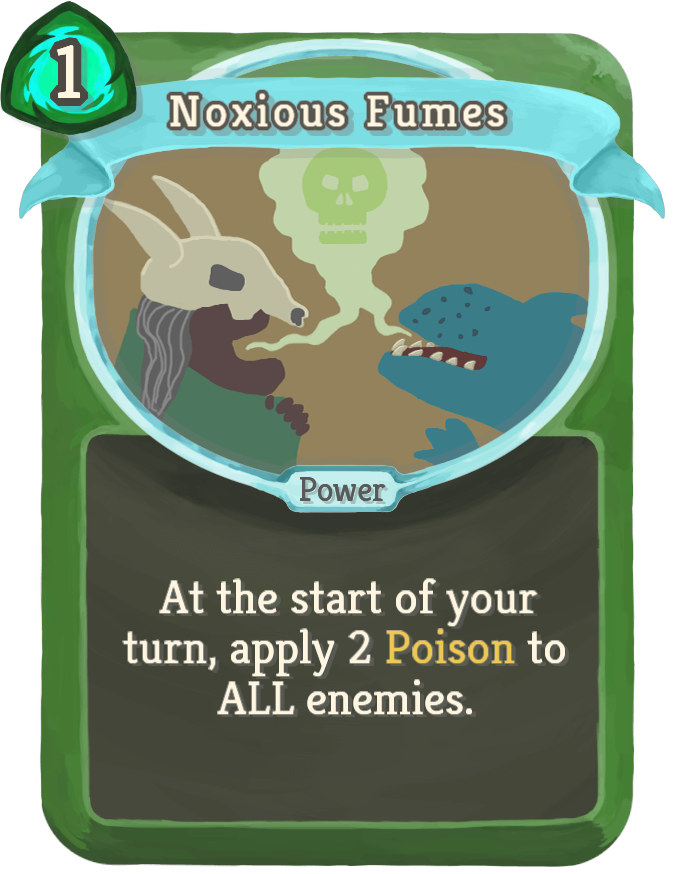 1
Noxious Fumes
Power
At the start of your
turn, apply 2 Poison to
ALL enemies.